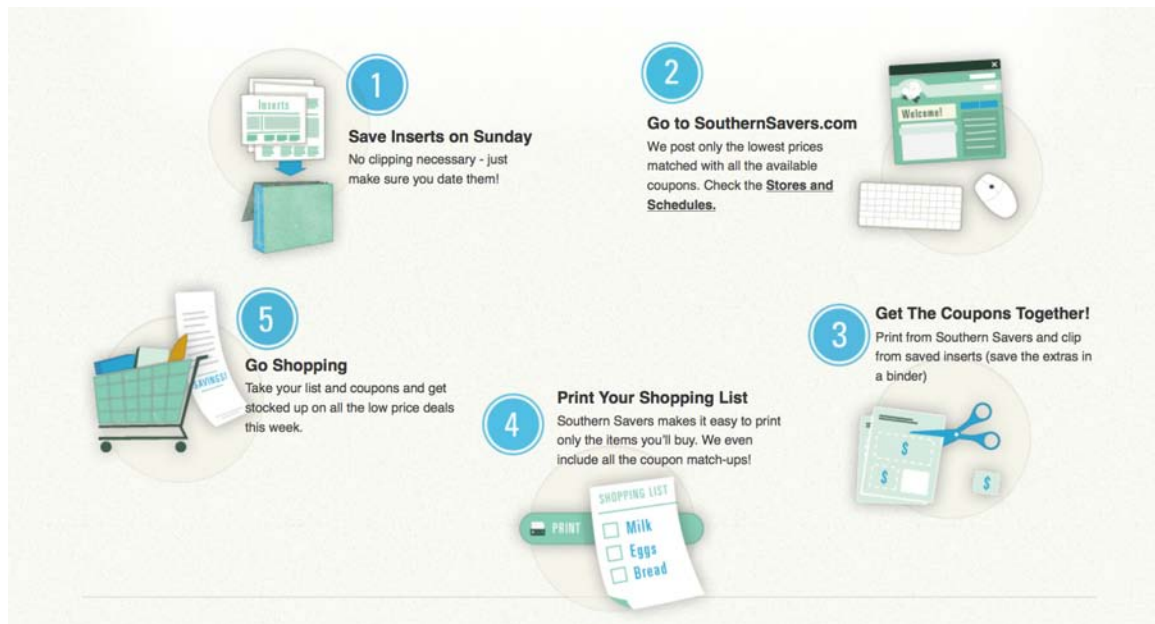 Inserts
1
Save Inserts on Sunday
No clipping necessary - just
make sure you date them!
2
Go to SouthernSavers.com
We post only the lowest prices
matched with all the available
coupons. Check the Stores and
Schedules.
Welcome!
3
Get The Coupons Together!
Print from Southern Savers and clip
from saved inserts (save the extras in
a binder)
$
$
$
4
Print Your Shopping List
Southern Savers makes it easy to print
only the items you'll buy. We even
include all the coupon match-ups!
PRINT
SHOPPING LIST
Milk
Eggs
Bread
5
Go Shopping
Take your list and coupons and get
stocked up on all the low price deals
this week.
SAVINGS!